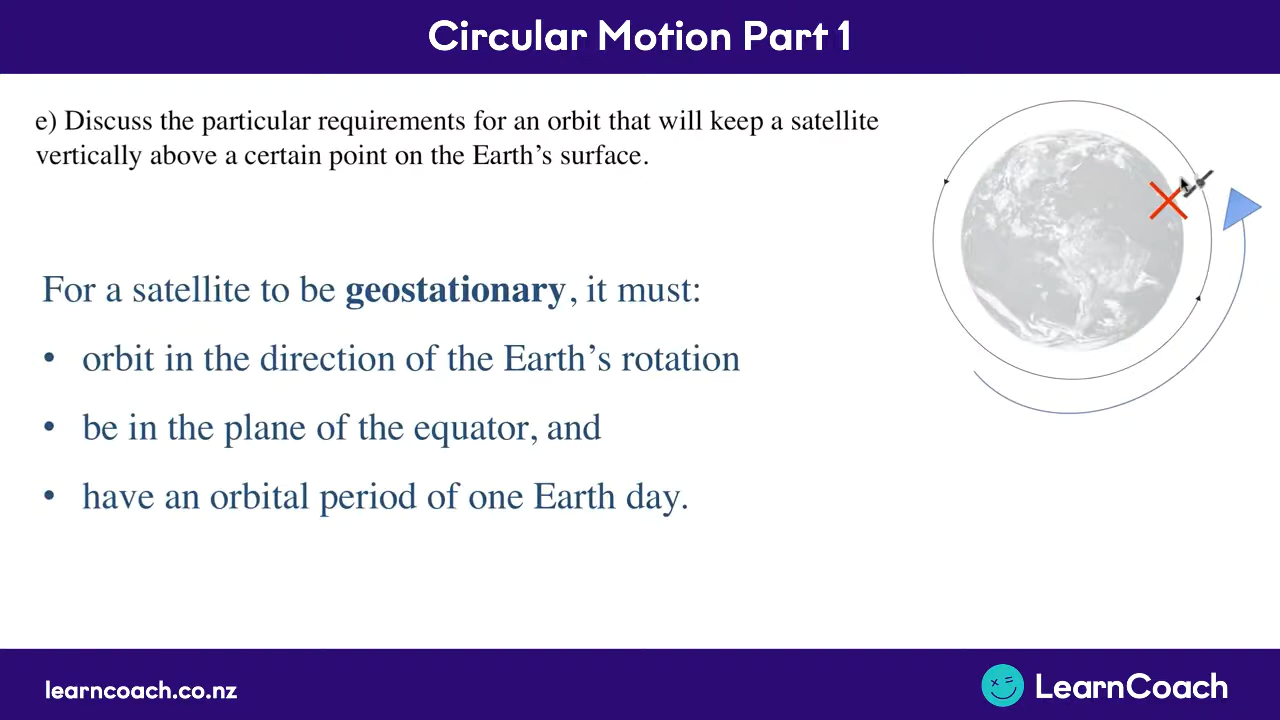 Circular Motion Part 1
e) Discuss the particular requirements for an orbit that will keep a satellite
vertically above a certain point on the Earth’s surface.
For a satellite to be geostationary, it must:
• orbit in the direction of the Earth’s rotation
• be in the plane of the equator, and
• have an orbital period of one Earth day.
learncoach.co.nz
LearnCoach